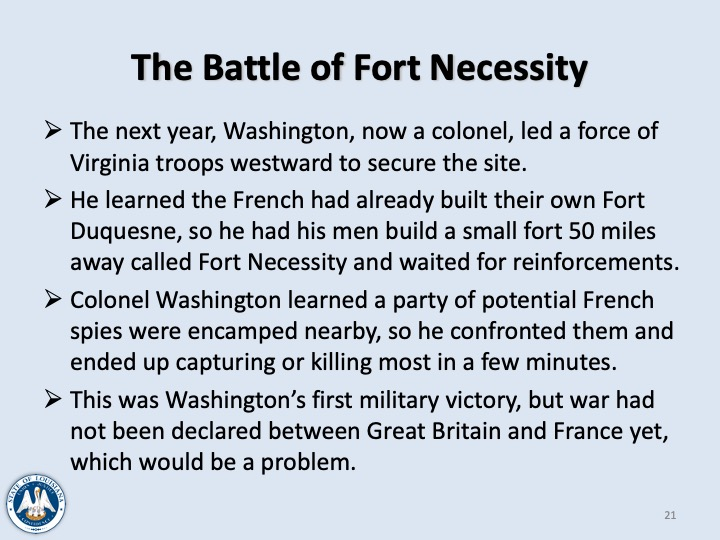 The Battle of Fort Necessity
➢ The next year, Washington, now a colonel, led a force of
Virginia troops westward to secure the site.
➢ He learned the French had already built their own Fort
Duquesne, so he had his men build a small fort 50 miles
away called Fort Necessity and waited for reinforcements.
➢ Colonel Washington learned a party of potential French
spies were encamped nearby, so he confronted them and
ended up capturing or killing most in a few minutes.
➢ This was Washington’s first military victory, but war had
not been declared between Great Britain and France yet,
which would be a problem.
STATE OF LOUISIANA
CONFIDENCE
21